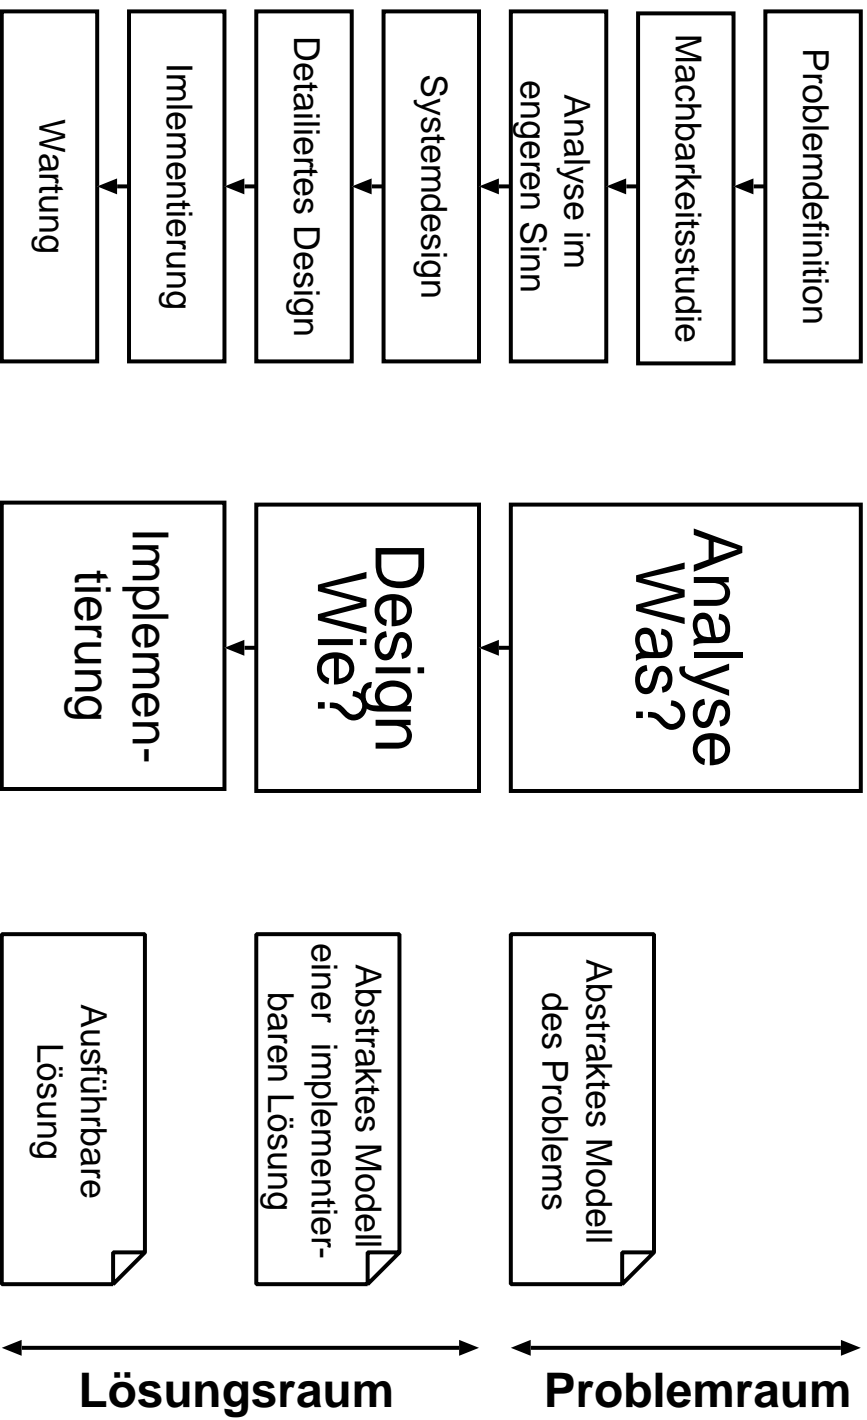 Problemdefinition
Machbarkeitsstudie
Analyse im
engeren Sinn
Systemdesign
Detailiertes Design
Imlementierung
Wartung
Analyse
Was?
Design
Wie?
Implemen-
tierung
Abstraktes Modell
des Problems
Abstraktes Modell
einer implementier-
baren Lösung
Ausführbare
Lösung
Problemraum
Lösungsraum